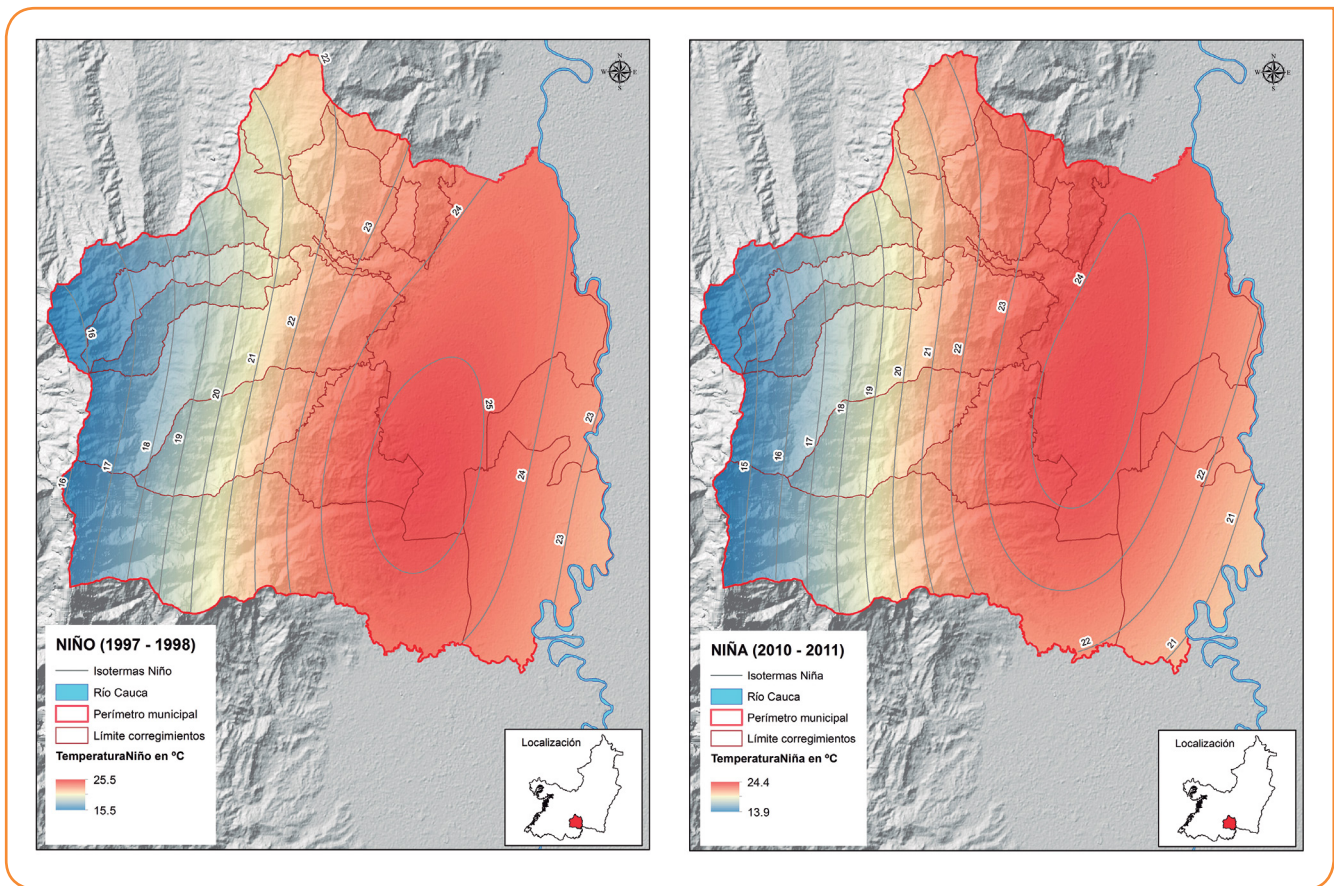 N
W E
S
22
24
23
16
22
21
25
20
23
18
19
17
24
16
23
NIÑO (1997 - 1998)
Isotermas Niño
Río Cauca
Perímetro municipal
Límite corregimientos
TemperaturaNiño en ºC
25.5
15.5
Localización
N
W E
S
24
23
22
21
20
19
18
17
16
15
22
21
22
21
NIÑA (2010 - 2011)
Isotermas Niña
Río Cauca
Perímetro municipal
Límite corregimientos
TemperaturaNiña en ºC
24.4
13.9
Localización